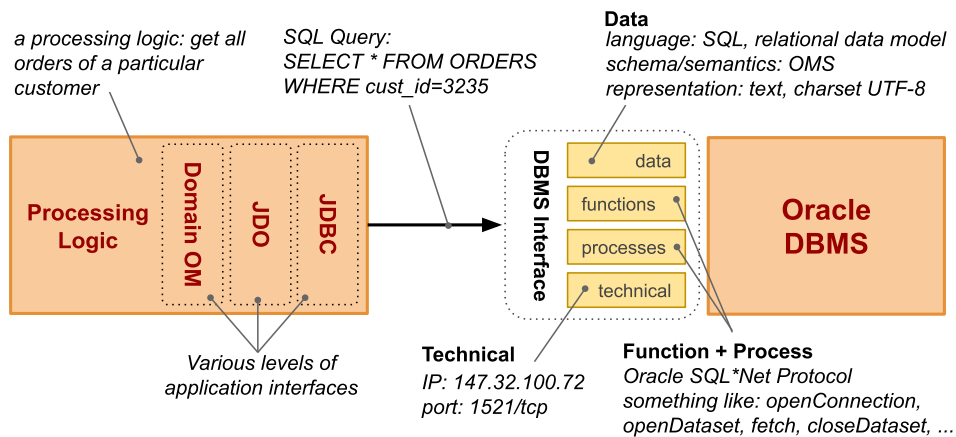 a processing logic: get all
orders of a particular
customer
SQL Query:
SELECT * FROM ORDERS
WHERE cust_id=3235
Data
language: SQL, relational data model
schema/semantics: OMS
representation: text, charset UTF-8
Processing
Logic
Domain OM
JDO
JDBC
DBMS Interface
data
functions
processes
technical
Oracle
DBMS
Various levels of
application interfaces
Technical
IP: 147.32.100.72
port: 1521/tcp
Function + Process
Oracle SQL*Net Protocol
something like: openConnection,
openDataset, fetch, closeDataset, ...